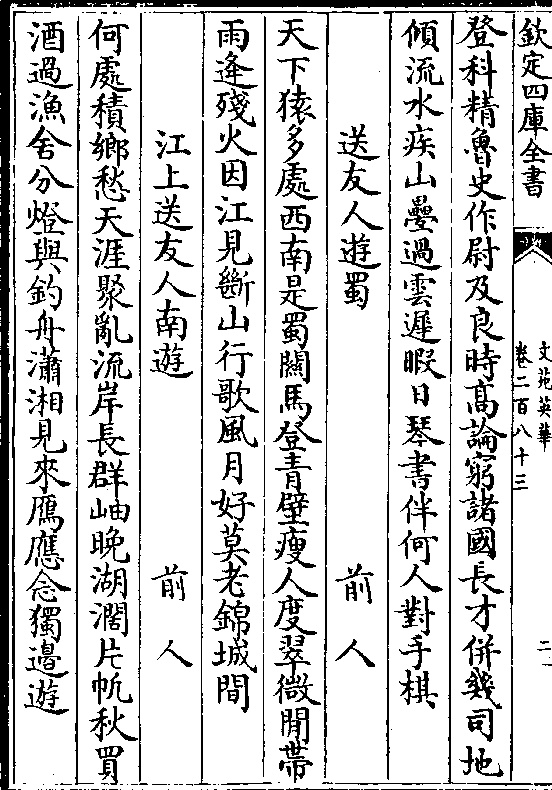 欽定四庫全書
文苑英華
卷二百八十三
二
登科精魯史作尉及良時高論窮諸國長才併幾司地
傾流水疾山疊過雲遲暇日琴書伴何人對手棋
送友人遊蜀　前人
天下猿多處西南是蜀關馬登青壁瘦人度翠微閒帶
雨逢殘火因江見斷山行歌風月好莫老錦城間
江上送友人南遊　前人
何處積鄉愁天涯聚亂流岸長群岫晚湖濶片帆秋買
酒過漁舍分燈與釣舟瀟湘見來鴈應念獨邉遊